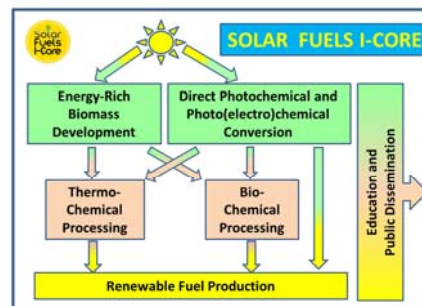 Solar
Fuels
I-Core
SOLAR FUELS I-CORE
Energy-Rich
Biomass
Development
Direct Photochemical and
Photo(electro)chemical
Conversion
Thermo-
Chemical
Processing
Bio-
Chemical
Processing
Education and
Public Dissemination
Renewable Fuel Production